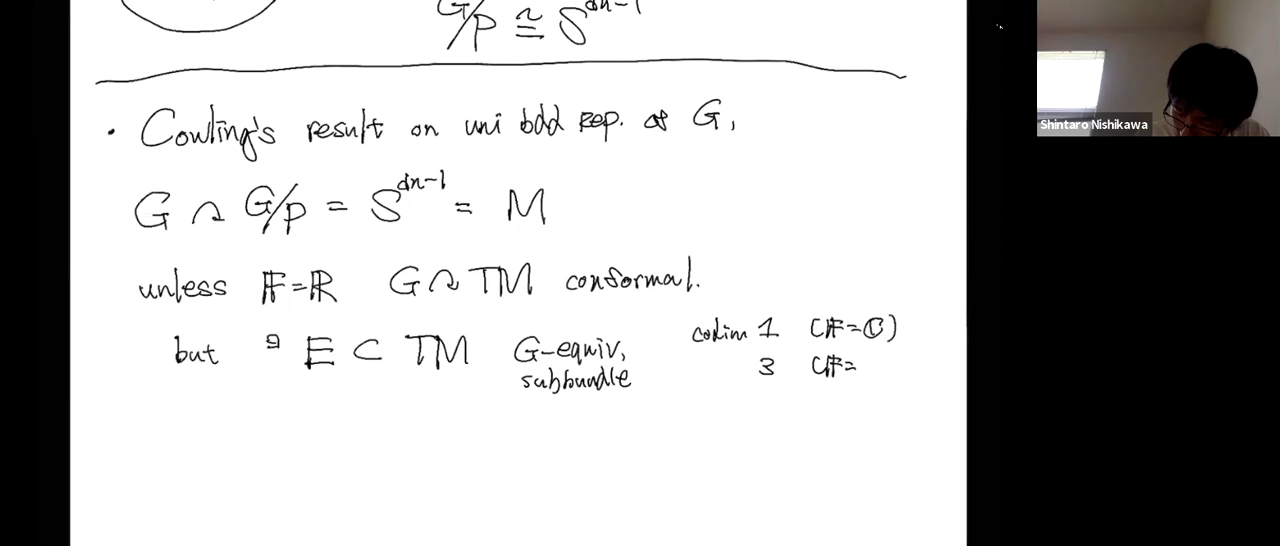 G/P ≅ S^{dn-1}
· Cowling's result on uni bdd rep. of G,
G ↷ G/P = S^{dn-1} = M
unless 𝔽=ℝ G ↷ TM conformal.
but ∃ E ⊂ TM G-equiv, subbundle
codim 1 (𝔽=ℂ)
3 (𝔽=
Shintaro Nishikawa